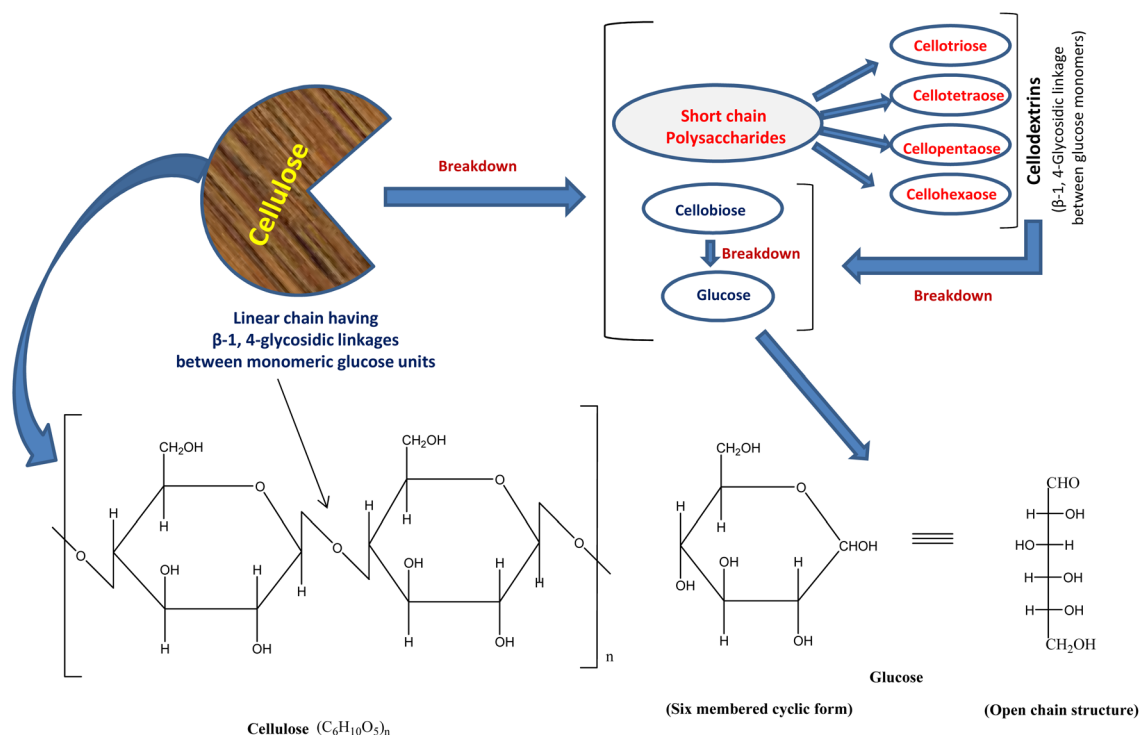 Cellulose
Breakdown
Short chain
Polysaccharides
Cellotriose
Cellotetraose
Cellopentaose
Cellohexaose
Cellodextrins
(β-1, 4-Glycosidic linkage
between glucose monomers)
Cellobiose
Breakdown
Glucose
Breakdown
Linear chain having
β-1, 4-glycosidic linkages
between monomeric glucose units
CH₂OH
O
H
H
O
OH
H
H
H
OH
O
CH₂OH
O
H
H
OH
H
H
H
OH
O
n
CH₂OH
O
H
H
OH
OH
H
H
OH
CHOH
CHO
H OH
HO H
H OH
H OH
CH₂OH
Glucose
(Six membered cyclic form)
(Open chain structure)
Cellulose (C₆H₁₀O₅)ₙ